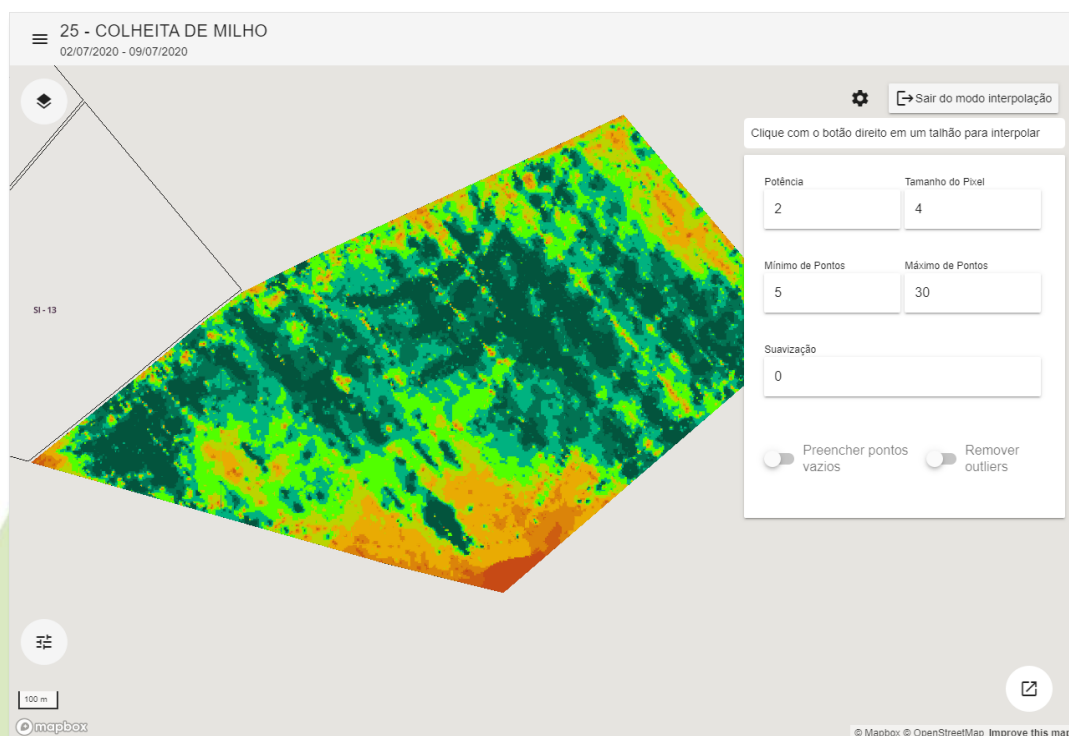 25 - COLHEITA DE MILHO
02/07/2020 - 09/07/2020
Sair do modo interpolação
Clique com o botão direito em um talhão para interpolar
Potência
Tamanho do Pixel
2
4
Mínimo de Pontos
Máximo de Pontos
5
30
Suavização
0
Preencher pontos
vazios
Remover
outliers
SI - 13
100 m
mapbox
© Mapbox © OpenStreetMap Improve this map